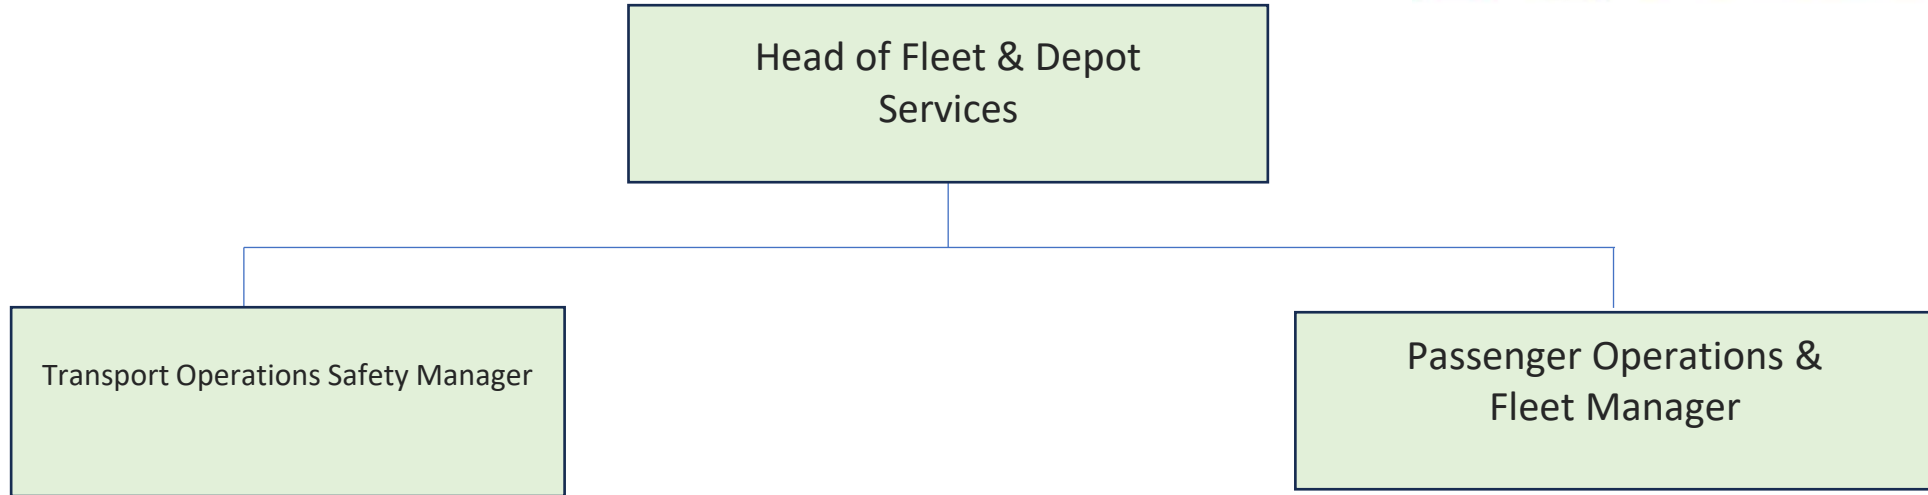 Head of Fleet & Depot
Services
Transport Operations Safety Manager
Passenger Operations &
Fleet Manager